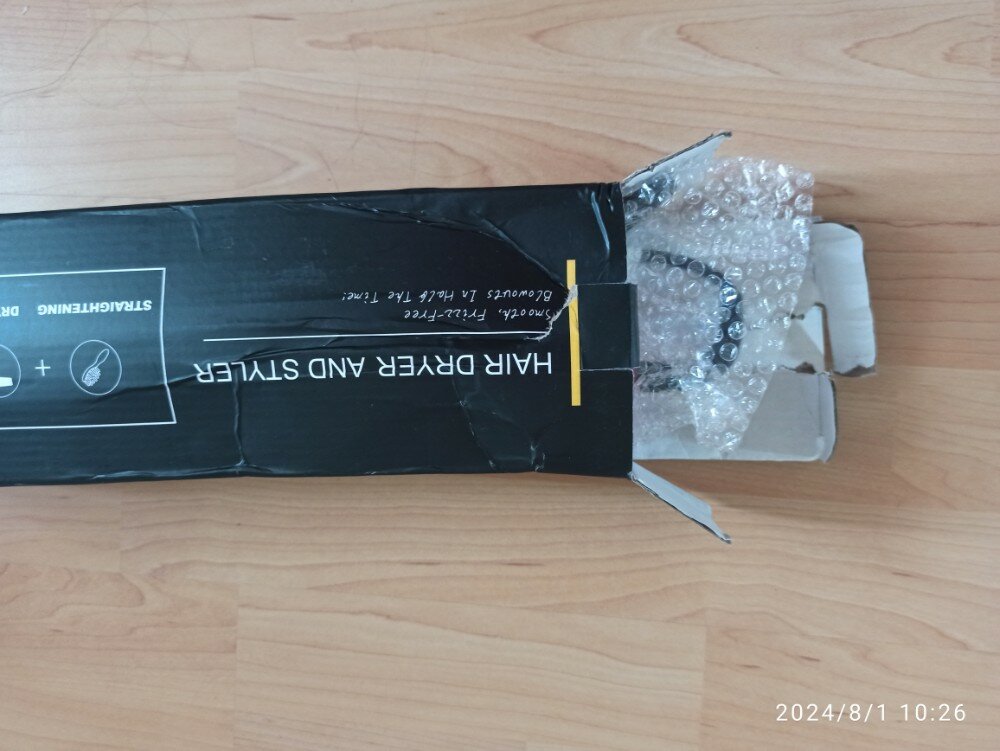 HAIR DRYER AND STYLER
Smooth, Frizz-Free
Blowouts In Half The Time!
STRAIGHTENING
+
2024/8/1 10:26